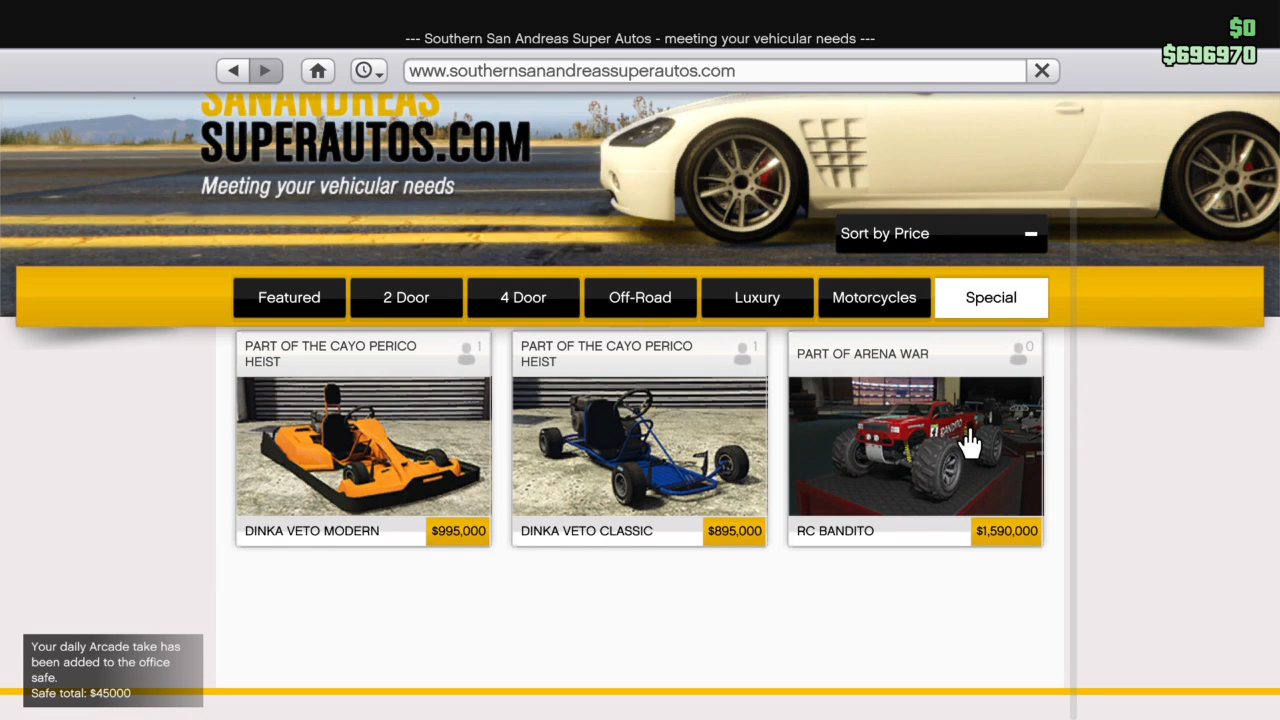 --- Southern San Andreas Super Autos - meeting your vehicular needs ---
$0
$696970
www.southernsanandreassuperautos.com
SANANDREAS
SUPERAUTOS.COM
Meeting your vehicular needs
Sort by Price
Featured
2 Door
4 Door
Off-Road
Luxury
Motorcycles
Special
PART OF THE CAYO PERICO
HEIST
1
DINKA VETO MODERN
$995,000
PART OF THE CAYO PERICO
HEIST
1
DINKA VETO CLASSIC
$895,000
PART OF ARENA WAR
0
BANDITO
RC BANDITO
$1,590,000
Your daily Arcade take has
been added to the office
safe.
Safe total: $45000